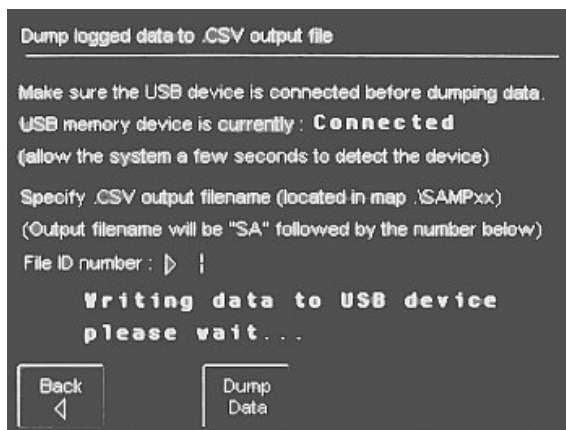 Dump logged data to .CSV output file
Make sure the USB device is connected before dumping data.
USB memory device is currently : Connected
(allow the system a few seconds to detect the device)
Specify .CSV output filename (located in map .\SAMPxx)
(Output filename will be "SA" followed by the number below)
File ID number :
Writing data to USB device
please wait...
Back
Dump
Data